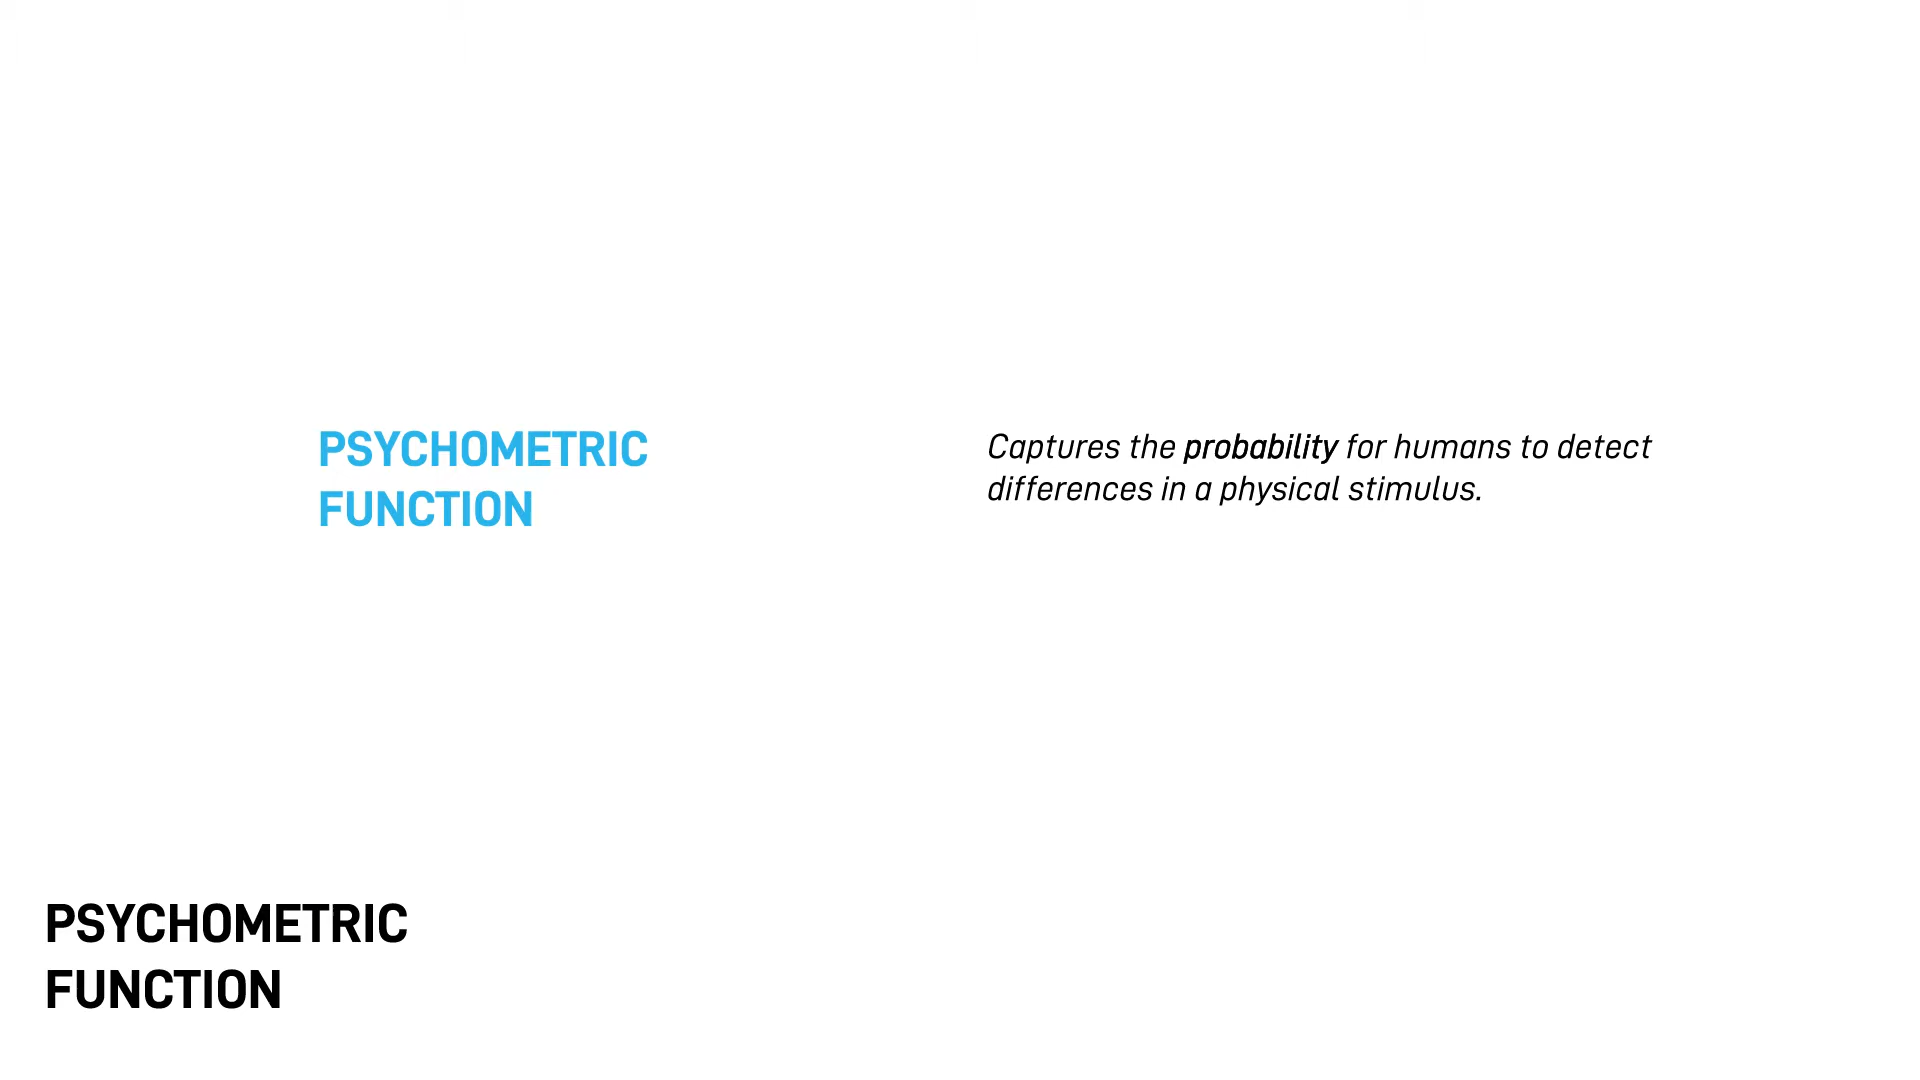 PSYCHOMETRIC
FUNCTION
Captures the probability for humans to detect
differences in a physical stimulus.
PSYCHOMETRIC
FUNCTION